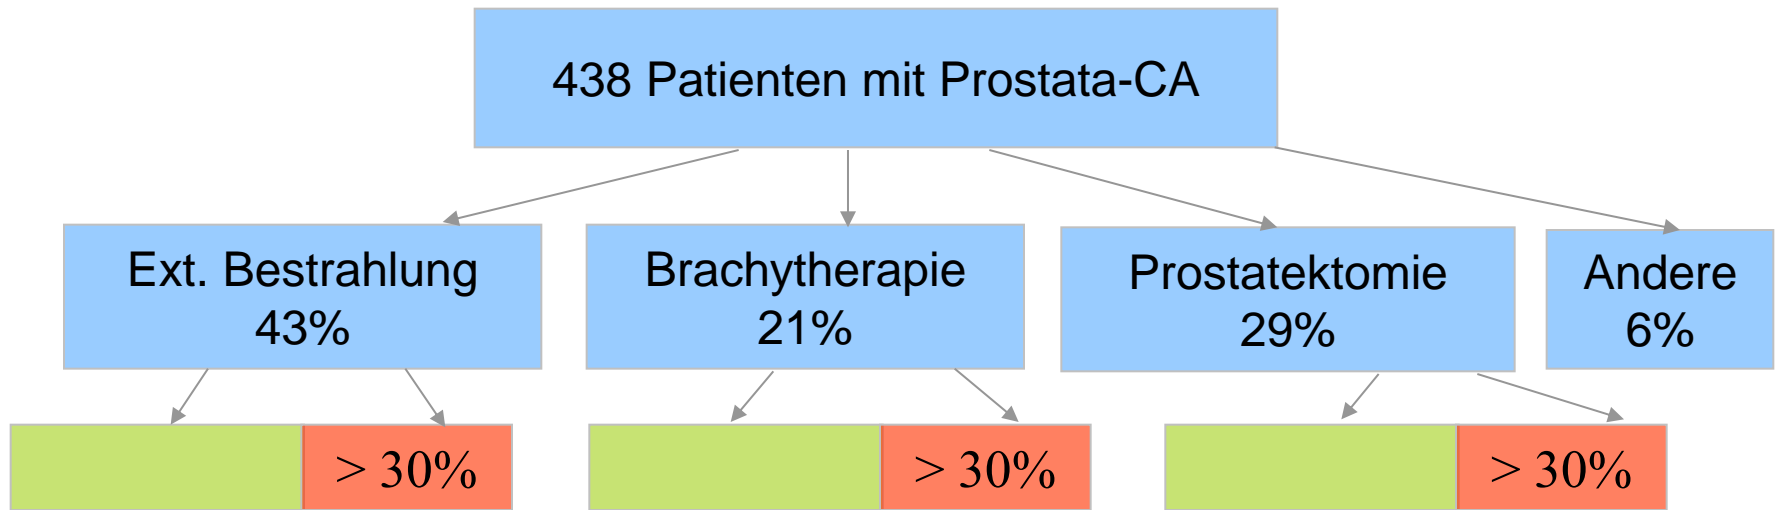 438 Patienten mit Prostata-CA
Ext. Bestrahlung
43%
Brachytherapie
21%
Prostatektomie
29%
Andere
6%
> 30%
> 30%
> 30%